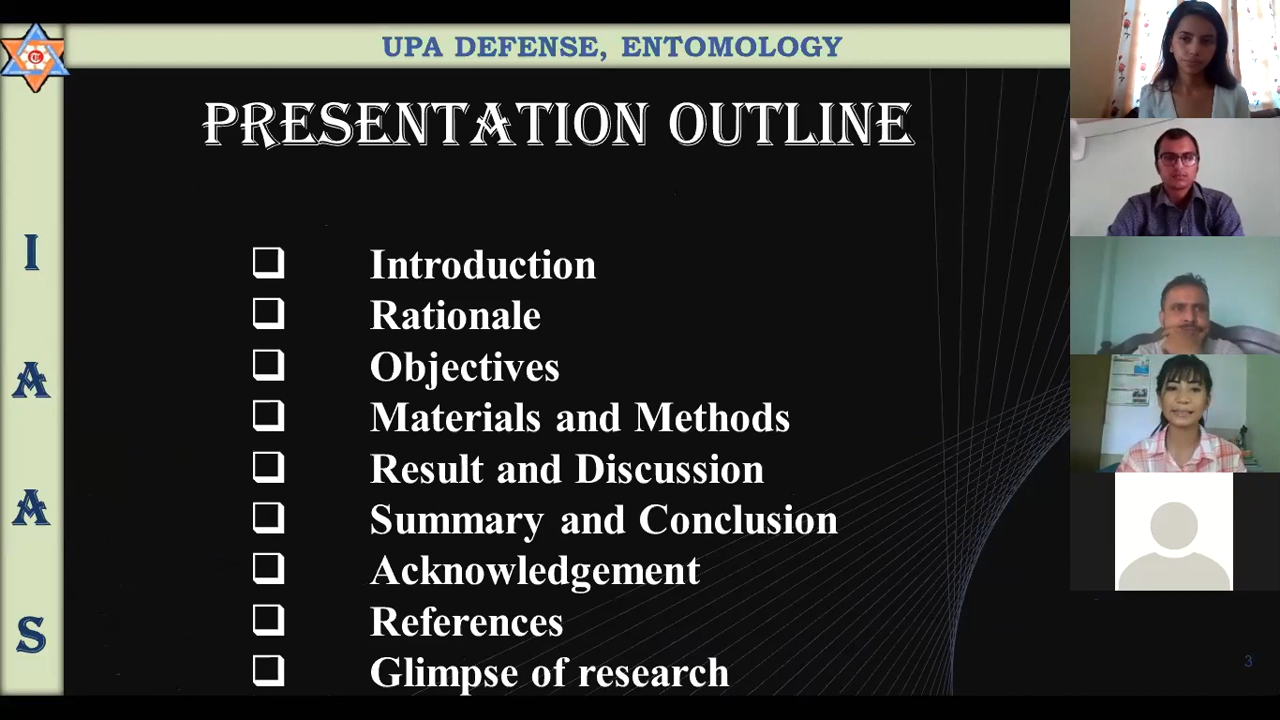 UPA DEFENSE, ENTOMOLOGY
PRESENTATION OUTLINE
I
A
A
S
❑ Introduction
❑ Rationale
❑ Objectives
❑ Materials and Methods
❑ Result and Discussion
❑ Summary and Conclusion
❑ Acknowledgement
❑ References
❑ Glimpse of research
3